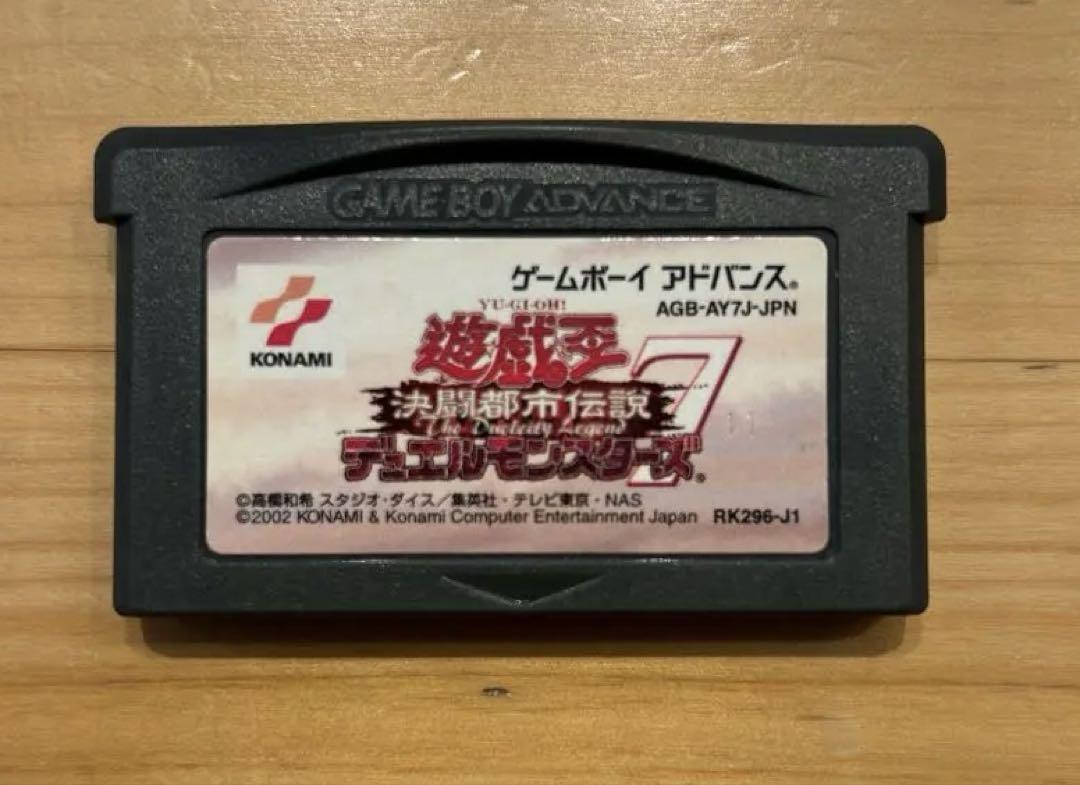 GAME BOY ADVANCE
ゲームボーイ アドバンス®
AGB-AY7J-JPN
KONAMI
YU-GI-OH!
遊戯王
7
決闘都市伝説
The Duelcity Legend
デュエルモンスターズ®
©高橋和希 スタジオ・ダイス／集英社・テレビ東京・NAS
©2002 KONAMI & Konami Computer Entertainment Japan RK296-J1
11